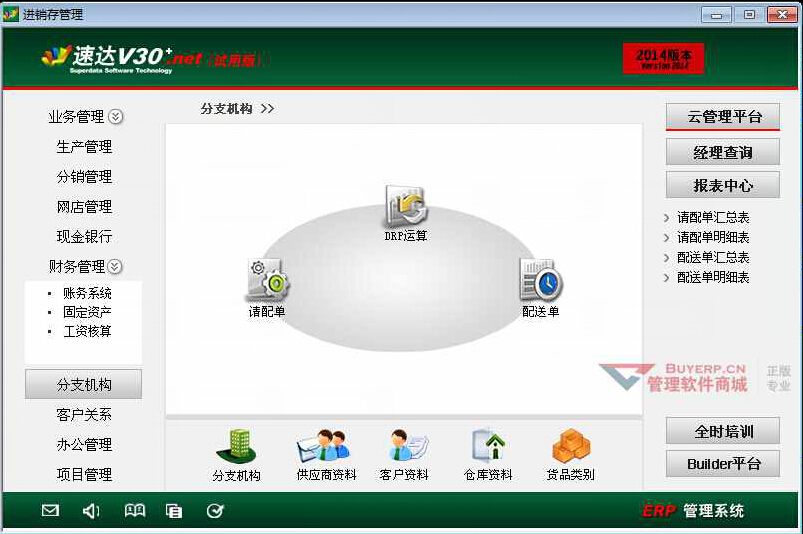 进销存管理
速达V30+.net（试用版）
Superdata Software Technology
2014版本
Version 2014
业务管理
生产管理
分销管理
网店管理
现金银行
财务管理
· 账务系统
· 固定资产
· 工资核算
分支机构
客户关系
办公管理
项目管理
分支机构 >>
DRP运算
请配单
配送单
分支机构
供应商资料
客户资料
仓库资料
货品类别
云管理平台
经理查询
报表中心
请配单汇总表
请配单明细表
配送单汇总表
配送单明细表
BUYERP.CN
管理软件商城
正版
专业
全时培训
Builder平台
ERP 管理系统